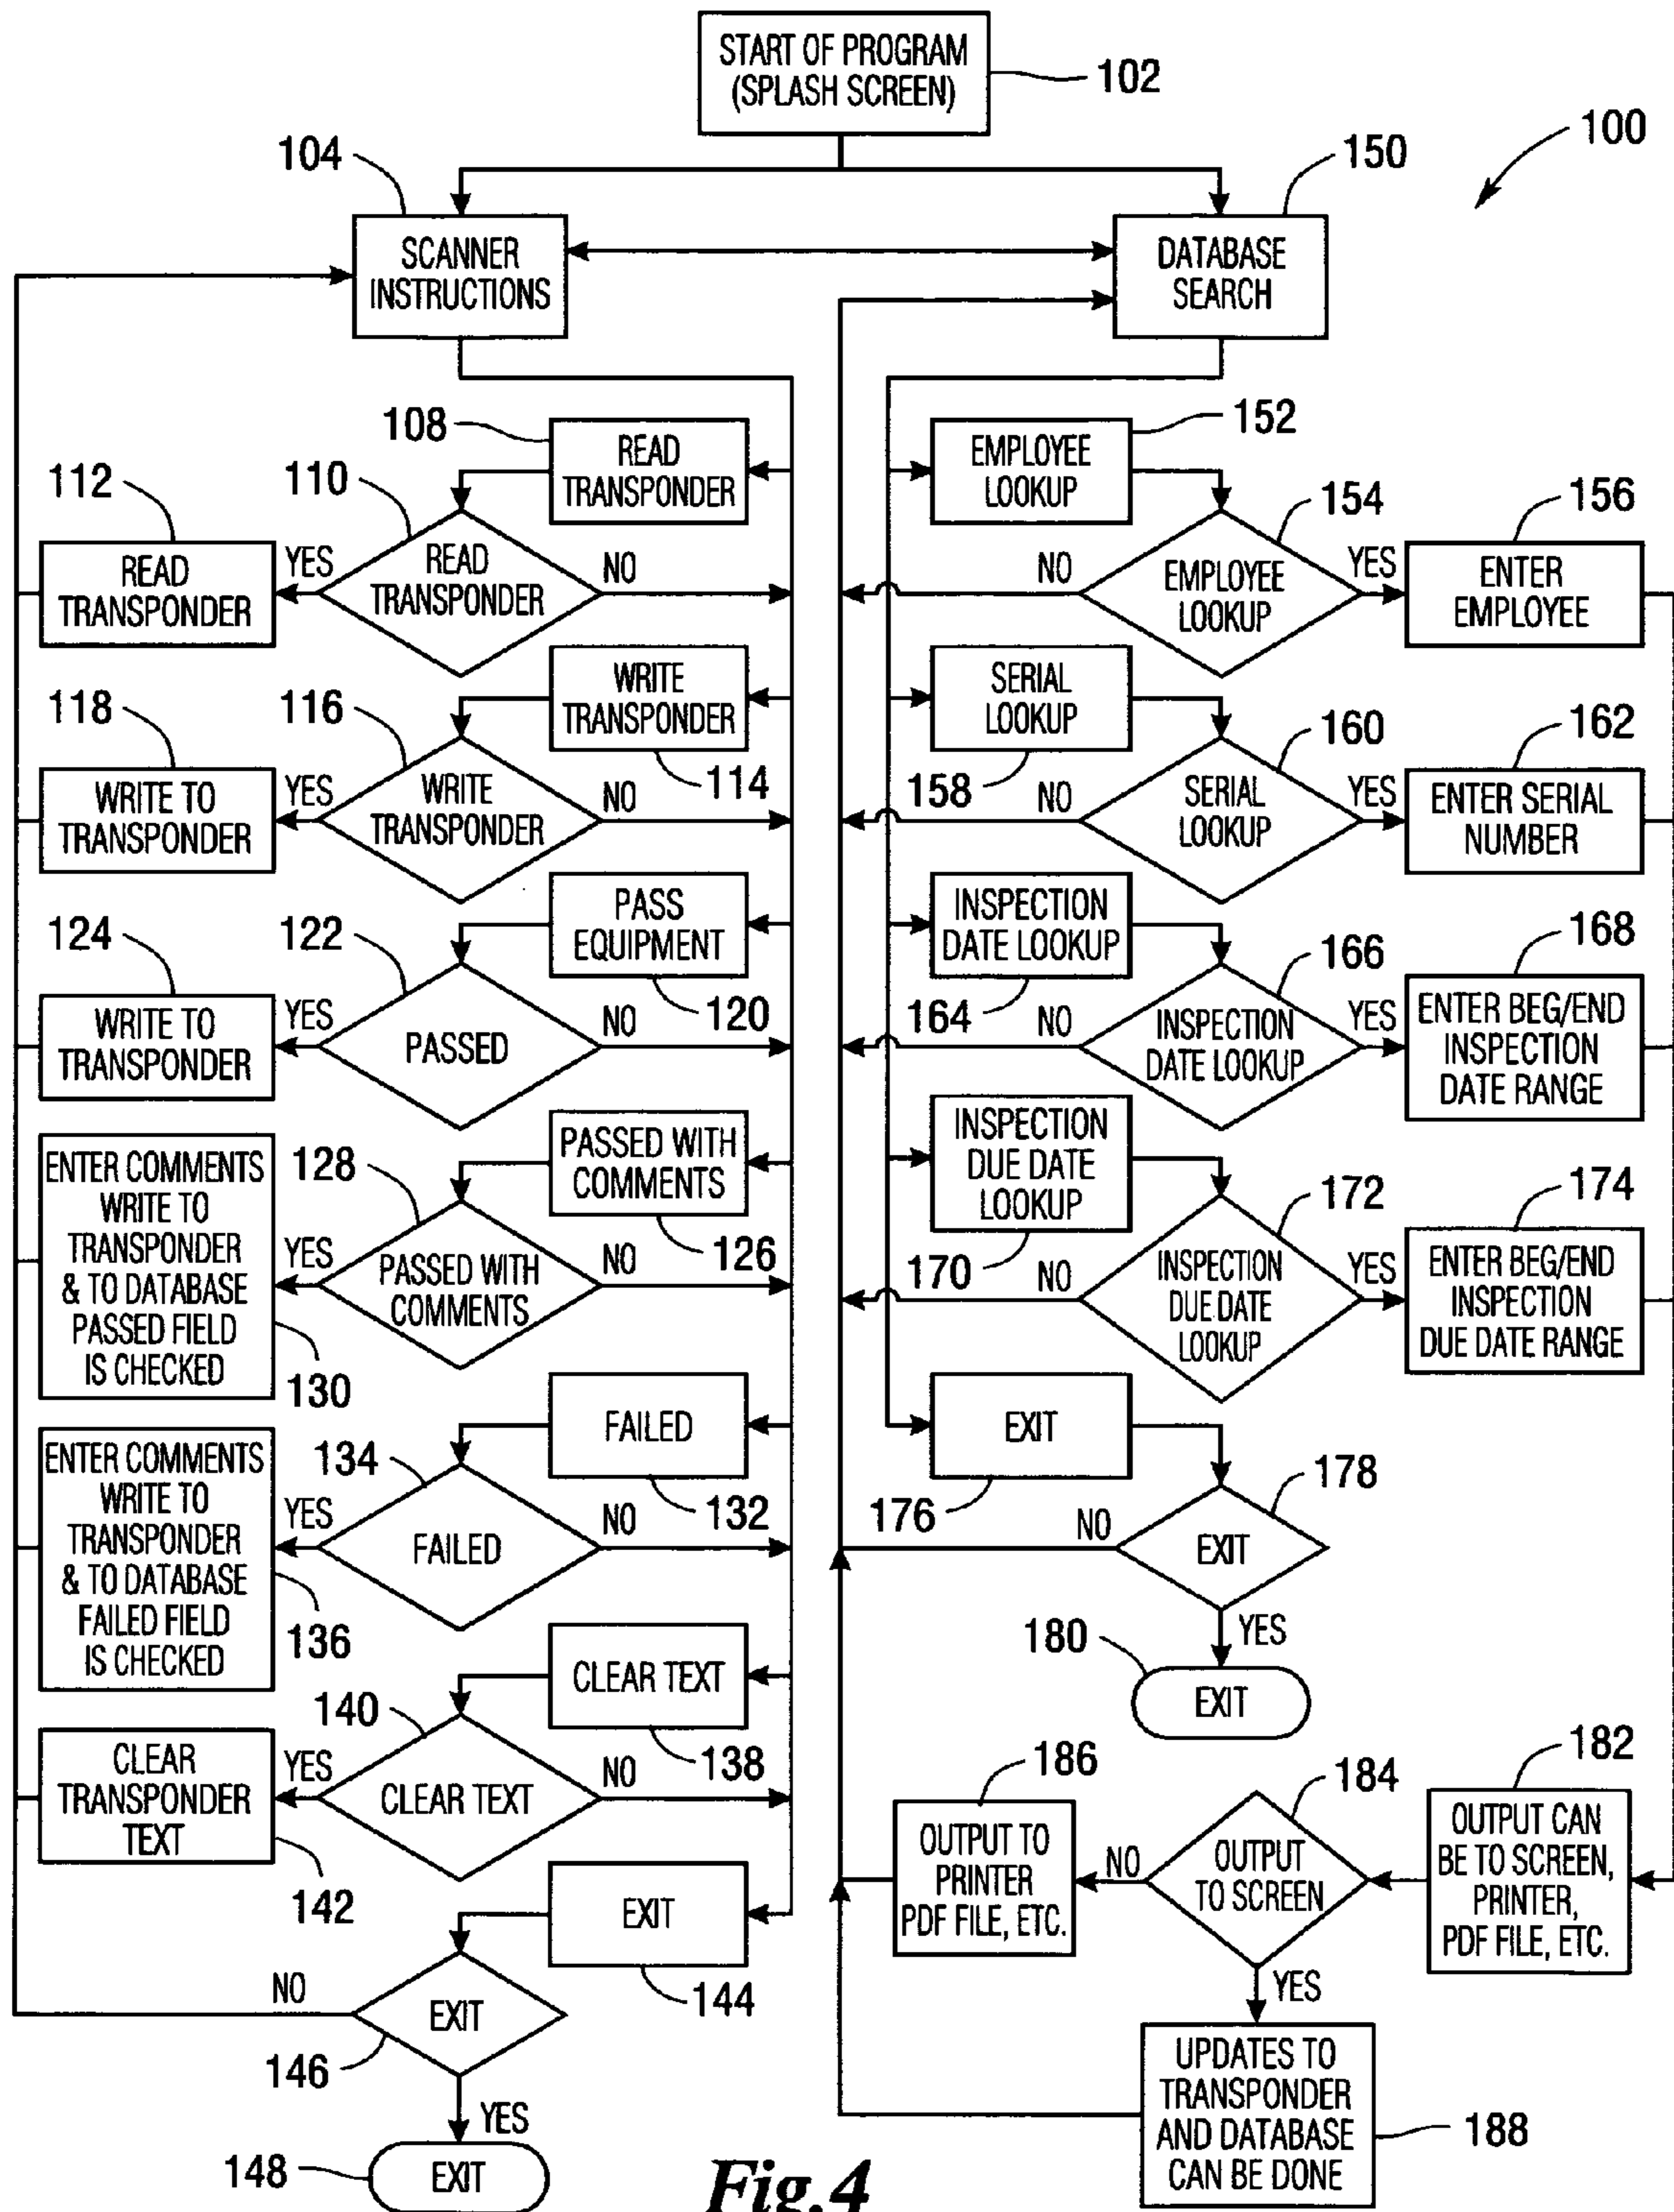 START OF PROGRAM
(SPLASH SCREEN)
102
100
104
SCANNER
INSTRUCTIONS
150
DATABASE
SEARCH
108
READ
TRANSPONDER
110
READ
TRANSPONDER
YES
NO
112
READ
TRANSPONDER
114
WRITE
TRANSPONDER
116
WRITE
TRANSPONDER
YES
NO
118
WRITE TO
TRANSPONDER
120
PASS
EQUIPMENT
122
PASSED
YES
NO
124
WRITE TO
TRANSPONDER
126
PASSED WITH
COMMENTS
128
PASSED WITH
COMMENTS
YES
NO
130
ENTER COMMENTS
WRITE TO
TRANSPONDER
& TO DATABASE
PASSED FIELD
IS CHECKED
132
FAILED
134
FAILED
YES
NO
136
ENTER COMMENTS
WRITE TO
TRANSPONDER
& TO DATABASE
FAILED FIELD
IS CHECKED
138
CLEAR TEXT
140
CLEAR TEXT
YES
NO
142
CLEAR
TRANSPONDER
TEXT
144
EXIT
146
EXIT
NO
YES
148
EXIT
152
EMPLOYEE
LOOKUP
154
EMPLOYEE
LOOKUP
NO
YES
156
ENTER
EMPLOYEE
158
SERIAL
LOOKUP
160
SERIAL
LOOKUP
NO
YES
162
ENTER SERIAL
NUMBER
164
INSPECTION
DATE LOOKUP
166
INSPECTION
DATE LOOKUP
NO
YES
168
ENTER BEG/END
INSPECTION
DATE RANGE
170
INSPECTION
DUE DATE
LOOKUP
172
INSPECTION
DUE DATE
LOOKUP
NO
YES
174
ENTER BEG/END
INSPECTION
DUE DATE RANGE
176
EXIT
178
EXIT
NO
YES
180
EXIT
182
OUTPUT CAN
BE TO SCREEN,
PRINTER,
PDF FILE, ETC.
184
OUTPUT
TO SCREEN
NO
YES
186
OUTPUT TO
PRINTER
PDF FILE, ETC.
188
UPDATES TO
TRANSPONDER
AND DATABASE
CAN BE DONE
Fig.4